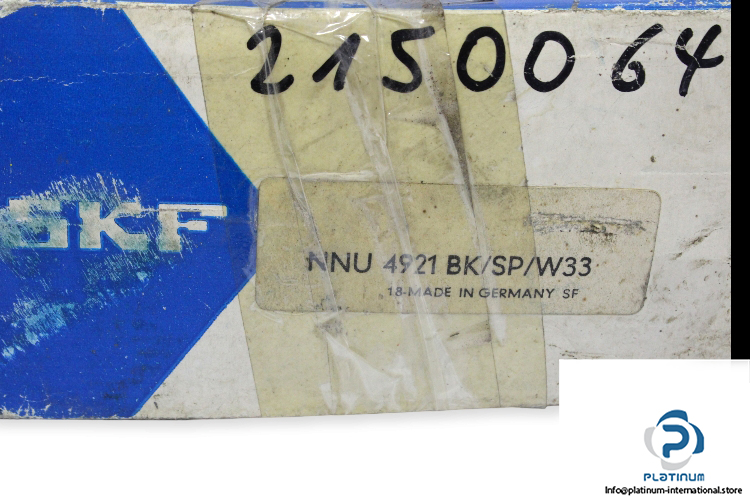 2150064
SKF
NNU 4921 BK/SP/W33
18-MADE IN GERMANY SF
PLATINUM
Info@platinum-international.store